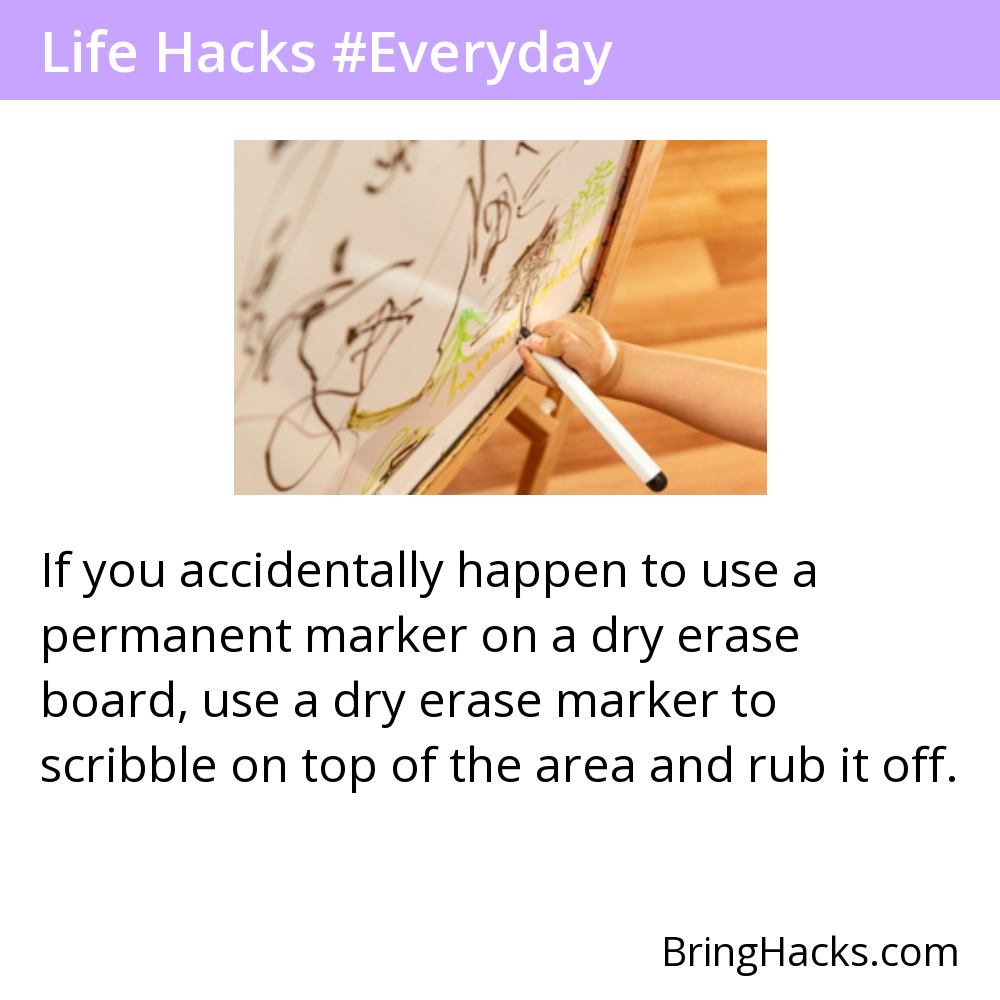 Life Hacks #Everyday
If you accidentally happen to use a
permanent marker on a dry erase
board, use a dry erase marker to
scribble on top of the area and rub it off.
BringHacks.com